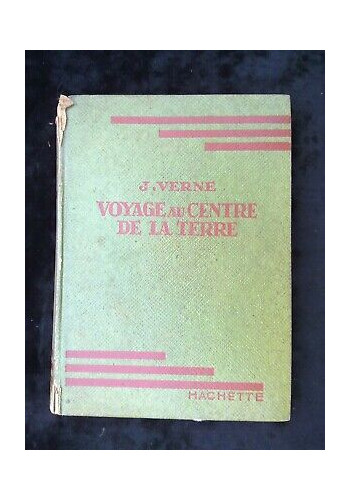 J. VERNE
VOYAGE AU CENTRE
DE LA TERRE
HACHETTE